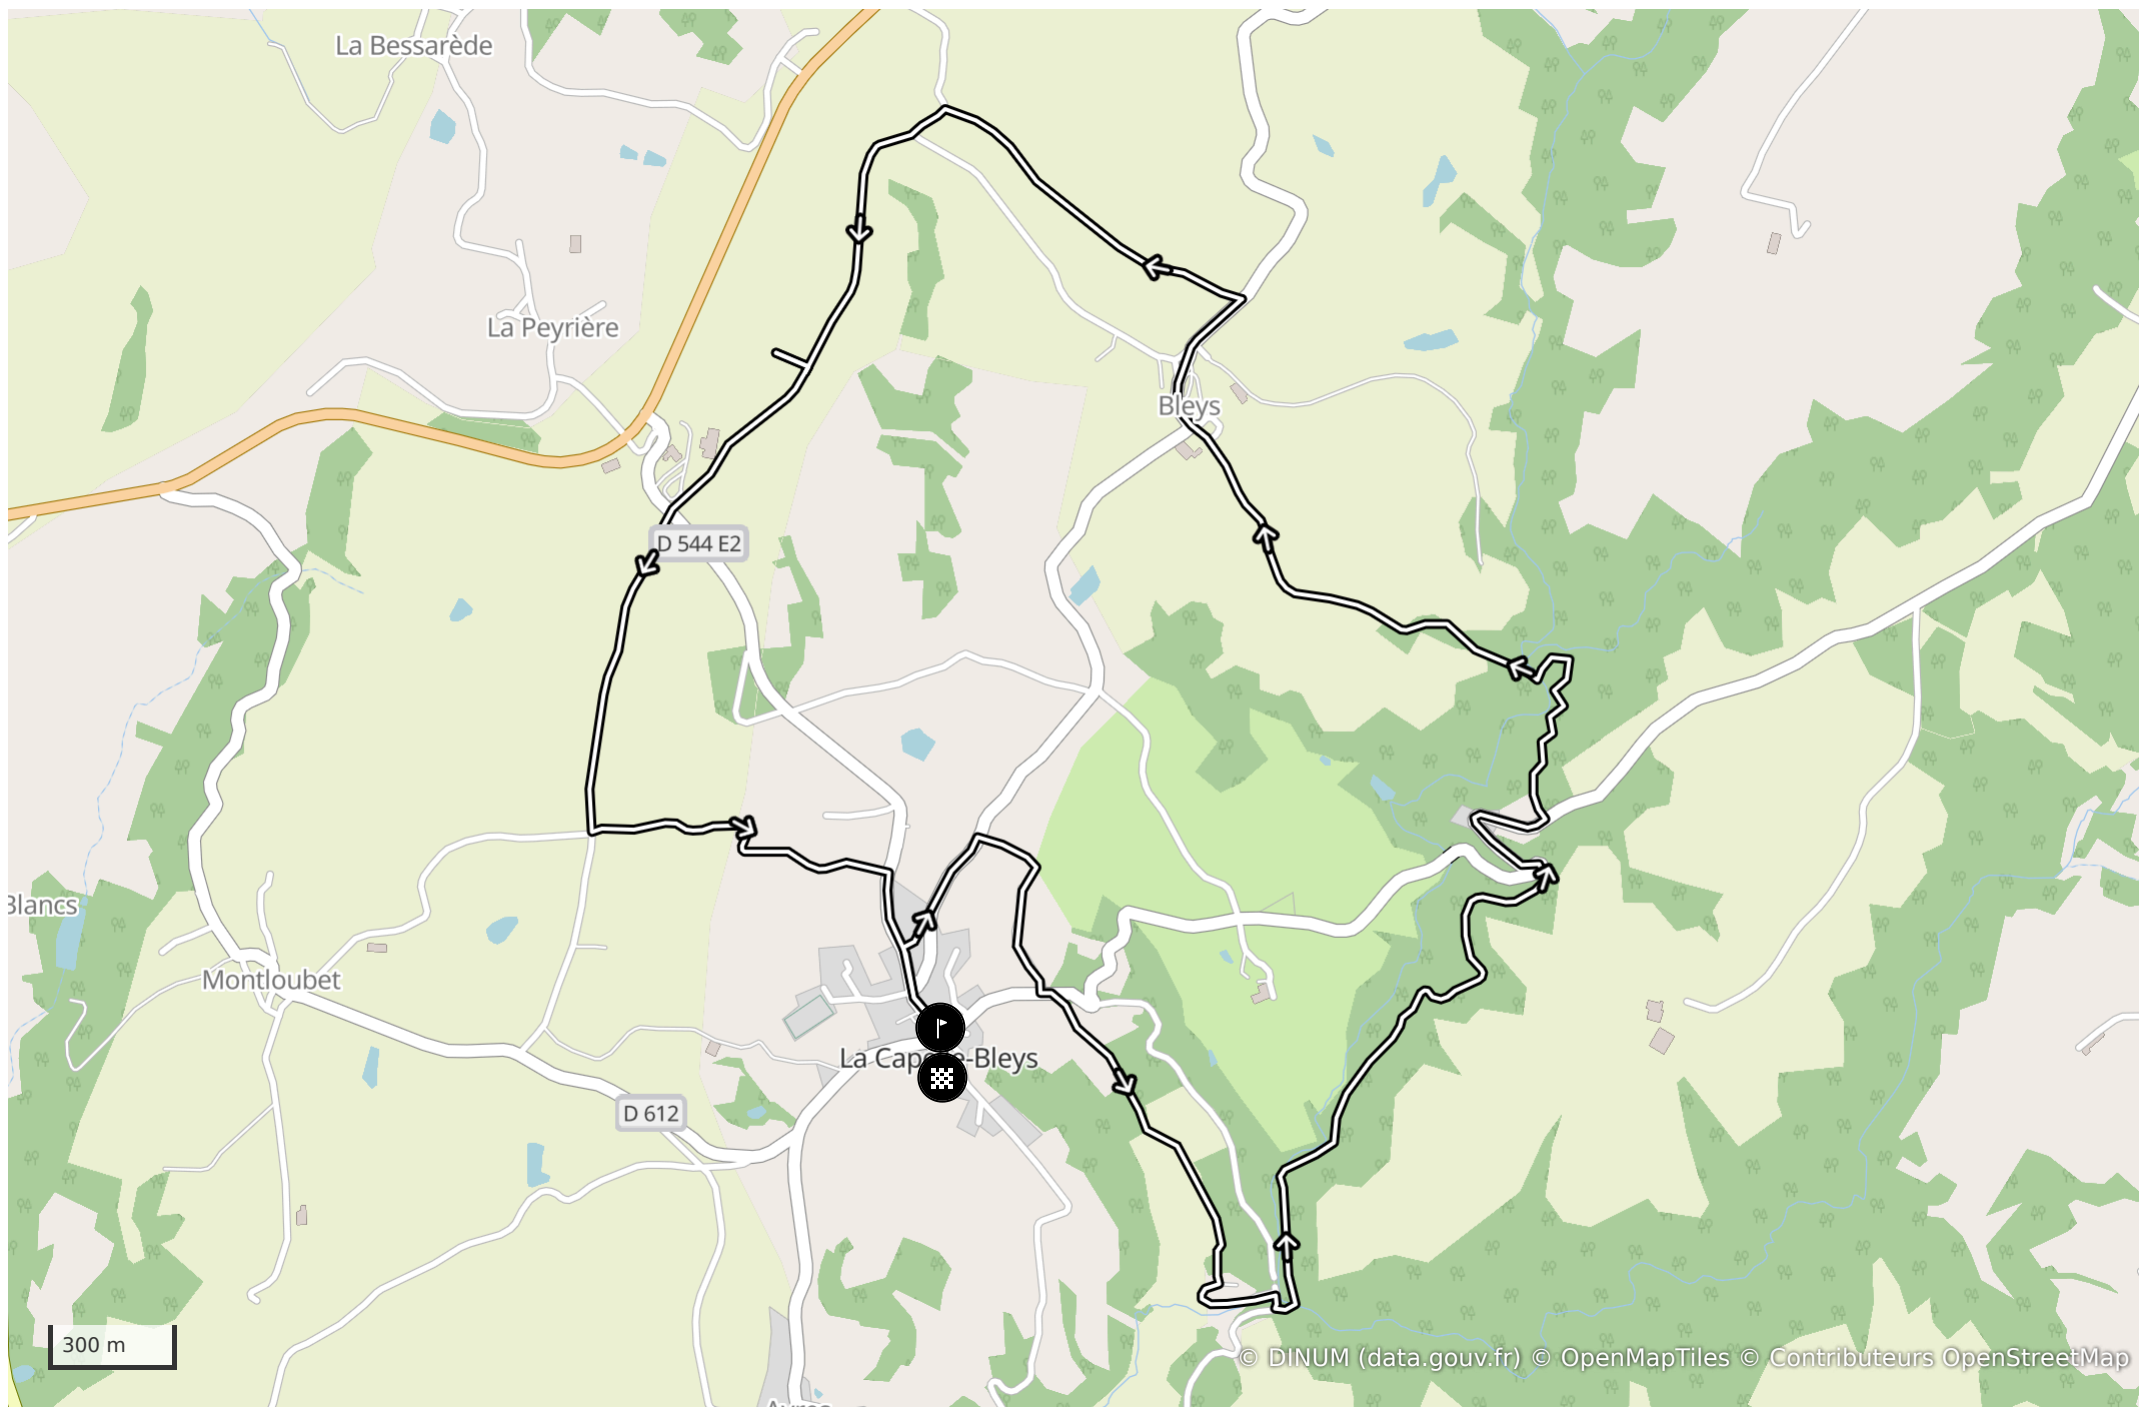 La Bessarède
La Peyrière
Bleys
D 544 E2
Blancs
Montloubet
La Cape
e-Bleys
D 612
300 m
© DINUM (data.gouv.fr) © OpenMapTiles © Contributeurs OpenStreetMap